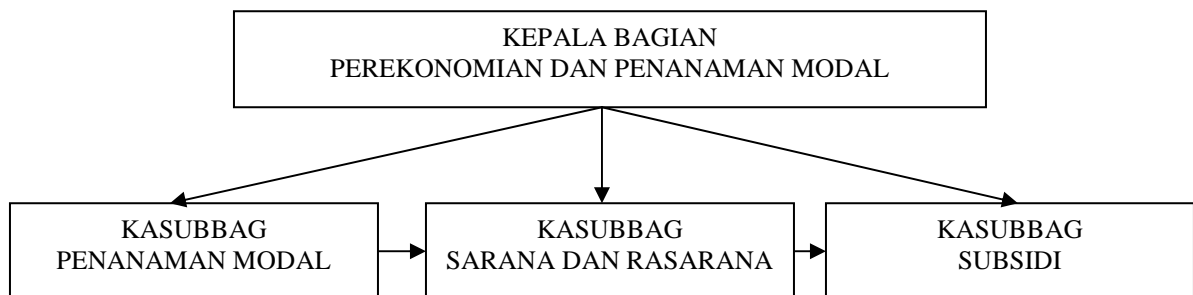 KEPALA BAGIAN
PEREKONOMIAN DAN PENANAMAN MODAL
KASUBBAG
PENANAMAN MODAL
KASUBBAG
SARANA DAN RASARANA
KASUBBAG
SUBSIDI